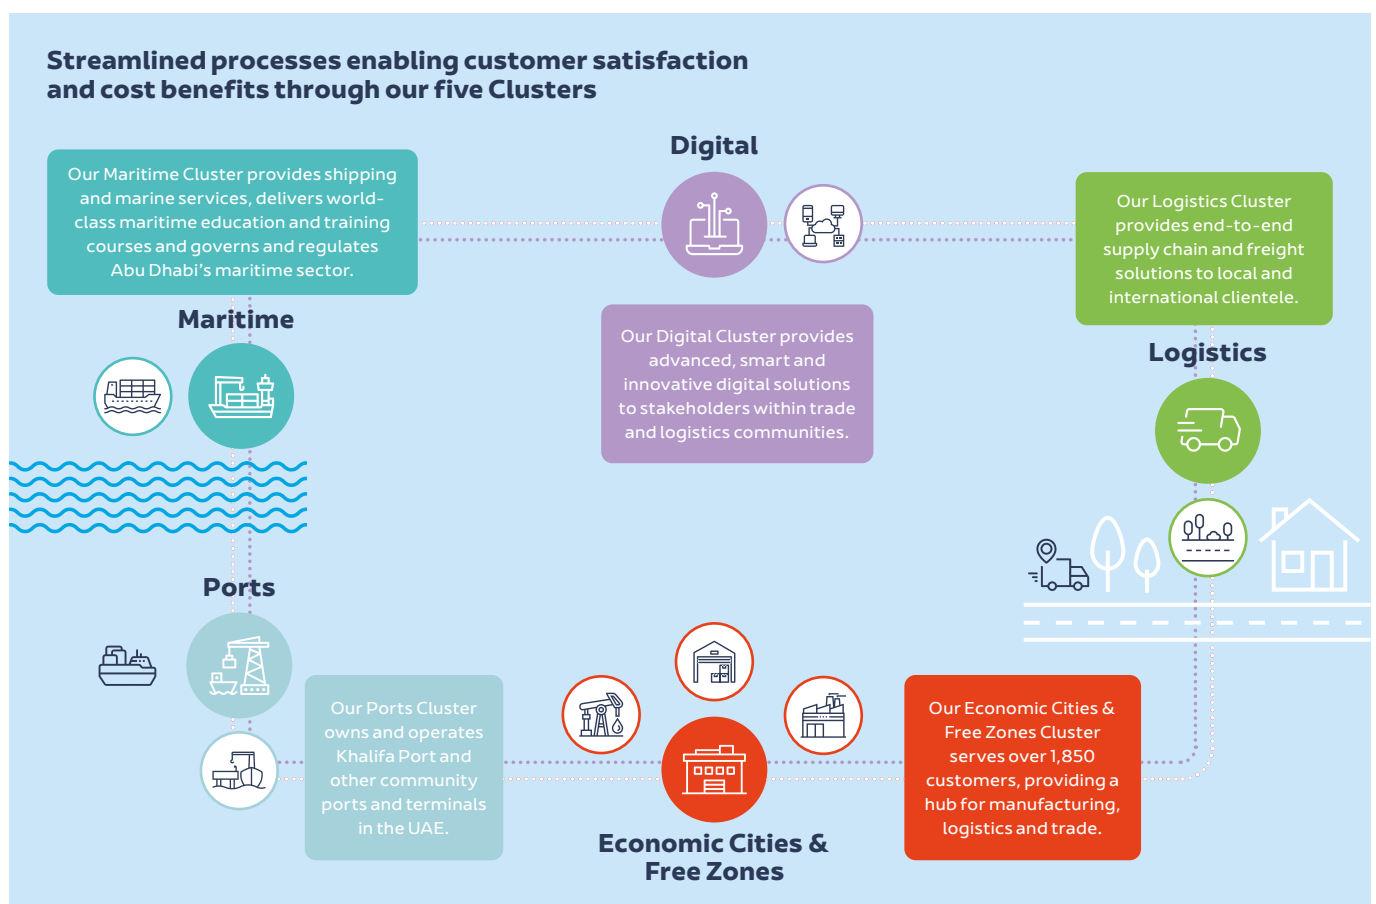 Streamlined processes enabling customer satisfaction
and cost benefits through our five Clusters
Our Maritime Cluster provides shipping
and marine services, delivers world-
class maritime education and training
courses and governs and regulates
Abu Dhabi's maritime sector.
Maritime
Digital
Our Digital Cluster provides
advanced, smart and
innovative digital solutions
to stakeholders within trade
and logistics communities.
Our Logistics Cluster
provides end-to-end
supply chain and freight
solutions to local and
international clientele.
Logistics
Ports
Our Ports Cluster
owns and operates
Khalifa Port and
other community
ports and terminals
in the UAE.
Economic Cities &
Free Zones
Our Economic Cities &
Free Zones Cluster
serves over 1,850
customers, providing a
hub for manufacturing,
logistics and trade.